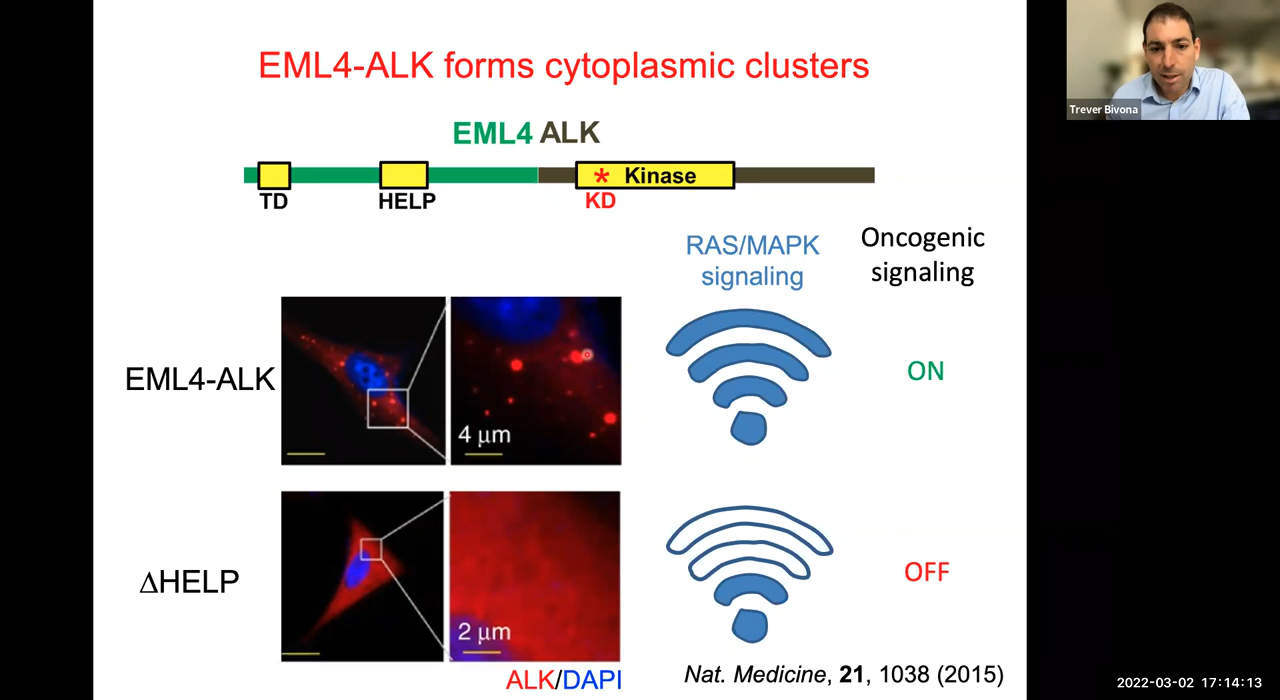 EML4-ALK forms cytoplasmic clusters
Trever Bivona
EML4 ALK
* Kinase
TD
HELP
KD
RAS/MAPK
signaling
Oncogenic
signaling
EML4-ALK
4 μm
ON
ΔHELP
2 μm
OFF
ALK/DAPI
Nat. Medicine, 21, 1038 (2015)
2022-03-02 17:14:13